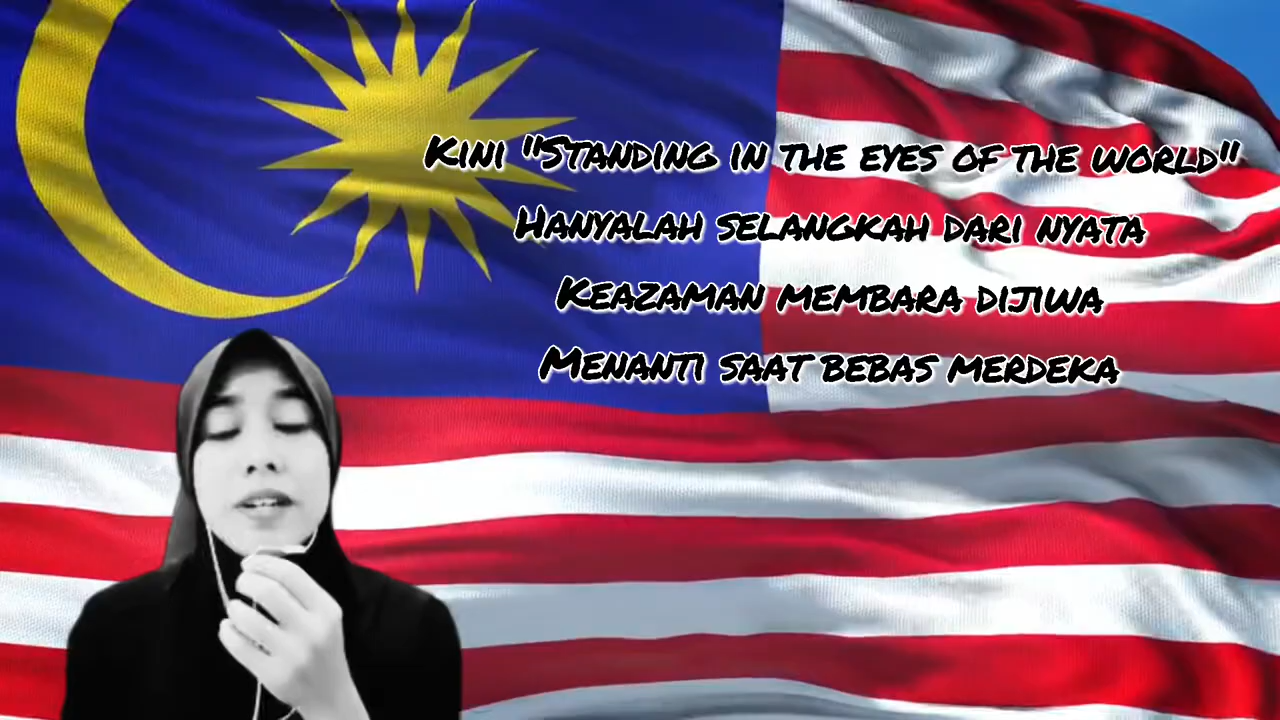 Kini "Standing in the eyes of the world"
Hanyalah selangkah dari nyata
Keazaman membara dijiwa
Menanti saat bebas merdeka